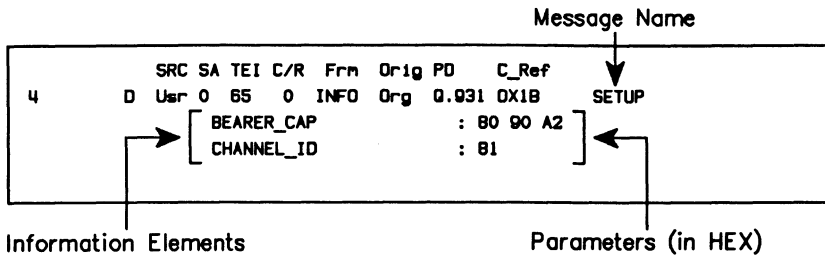 Message Name
SRC SA TEI C/R Frm Orig PD C_Ref
4 D Usr 0 65 0 INFO Org Q.931 0X1B SETUP
BEARER_CAP : 80 90 A2
CHANNEL_ID : 81
Information Elements
Parameters (in HEX)